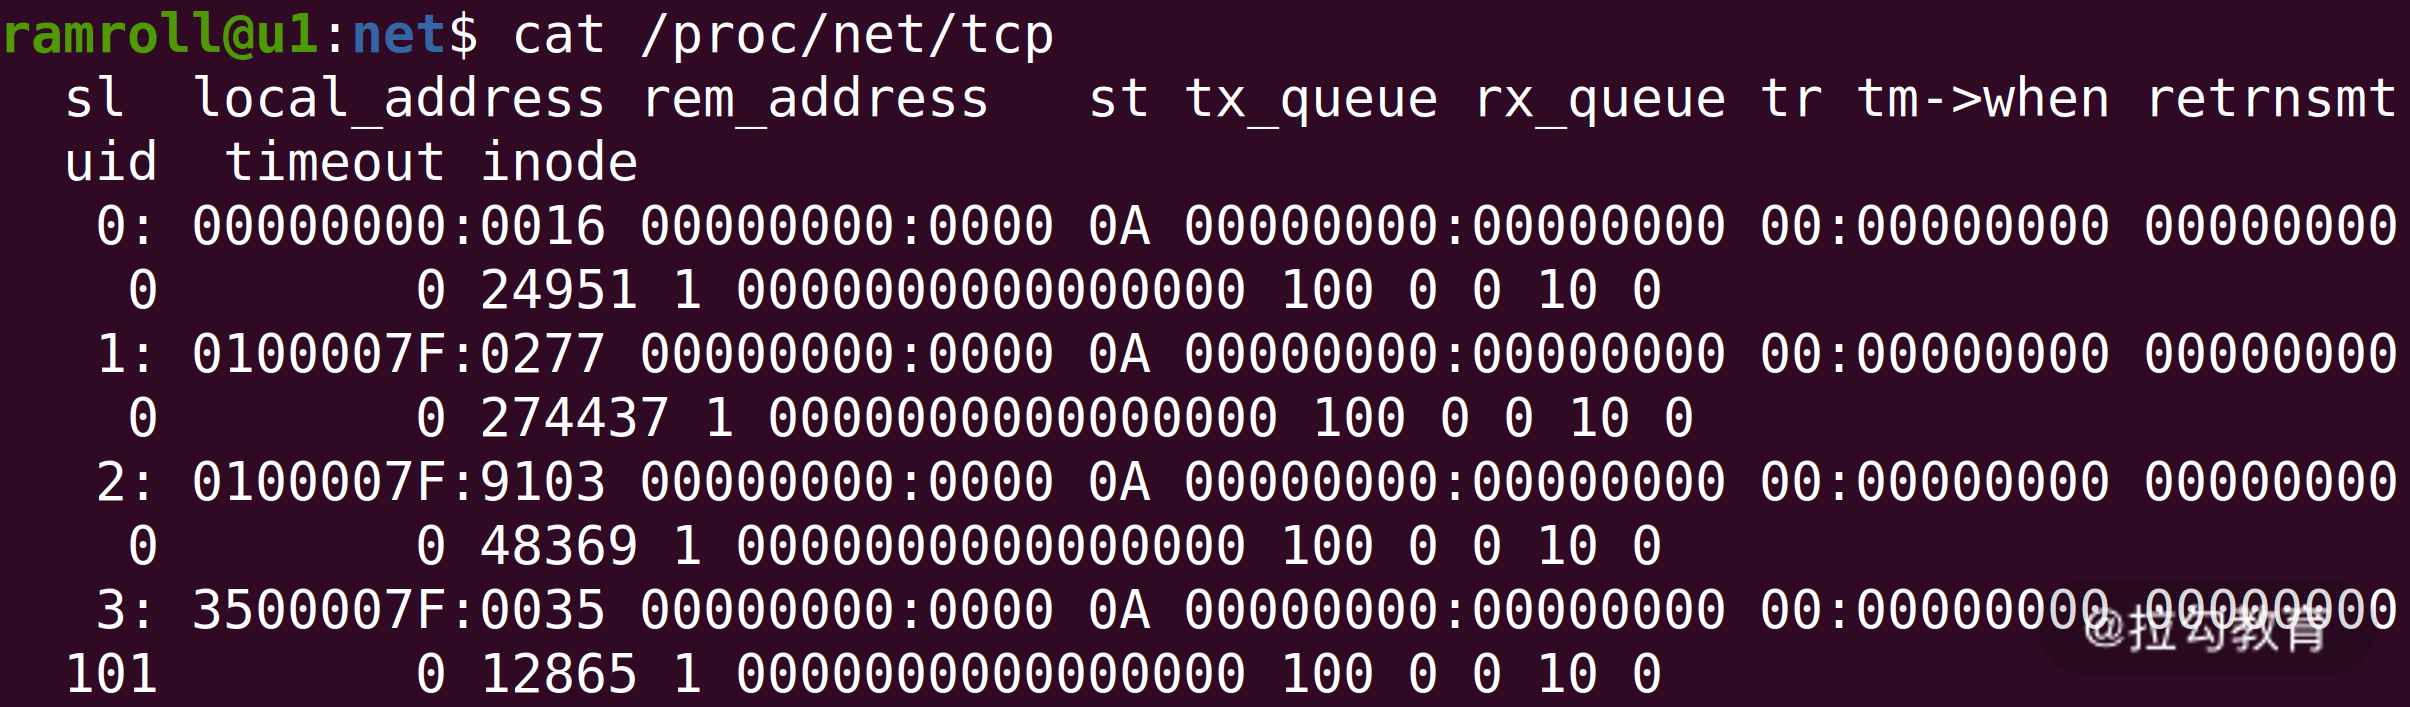 ramroll@u1:net$ cat /proc/net/tcp
  sl  local_address rem_address   st tx_queue rx_queue tr tm->when retrnsmt
  uid  timeout inode
   0: 00000000:0016 00000000:0000 0A 00000000:00000000 00:00000000 00000000
    0        0 24951 1 0000000000000000 100 0 0 10 0
   1: 0100007F:0277 00000000:0000 0A 00000000:00000000 00:00000000 00000000
    0        0 274437 1 0000000000000000 100 0 0 10 0
   2: 0100007F:9103 00000000:0000 0A 00000000:00000000 00:00000000 00000000
    0        0 48369 1 0000000000000000 100 0 0 10 0
   3: 3500007F:0035 00000000:0000 0A 00000000:00000000 00:00000000 00000000
  101        0 12865 1 0000000000000000 100 0 0 10 0
@拉勾教育